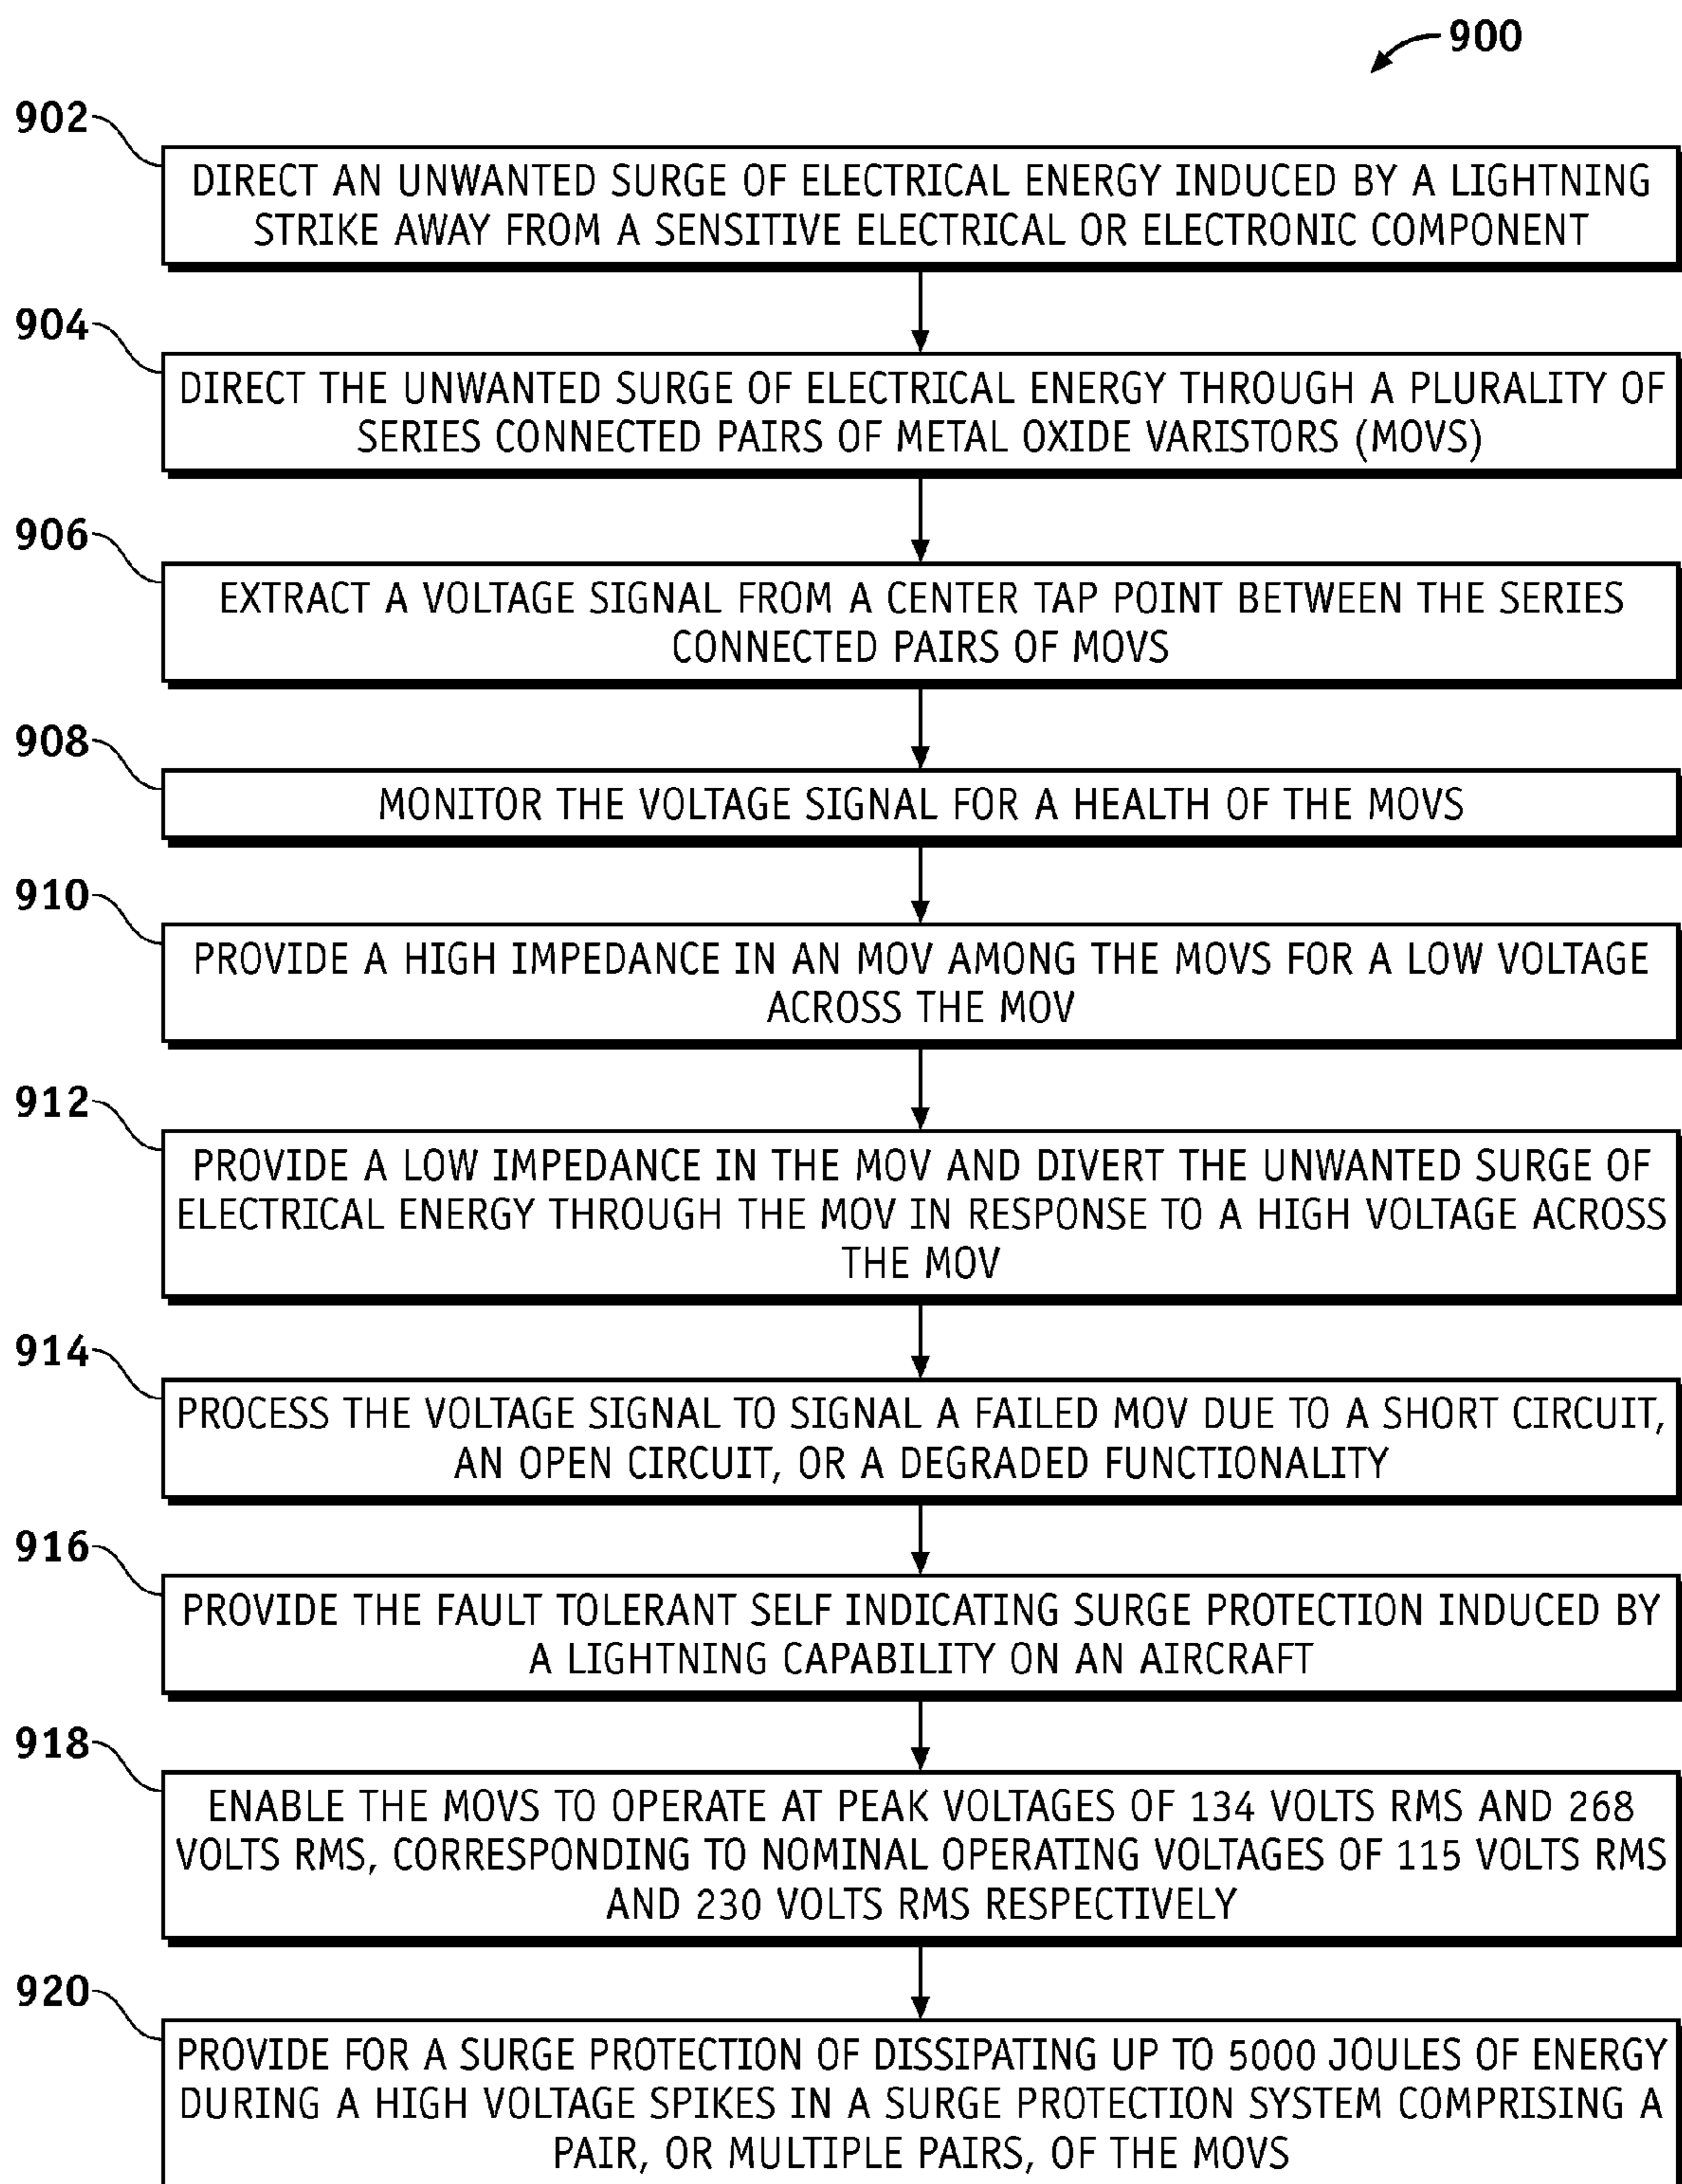 900
902
DIRECT AN UNWANTED SURGE OF ELECTRICAL ENERGY INDUCED BY A LIGHTNING
STRIKE AWAY FROM A SENSITIVE ELECTRICAL OR ELECTRONIC COMPONENT
904
DIRECT THE UNWANTED SURGE OF ELECTRICAL ENERGY THROUGH A PLURALITY OF
SERIES CONNECTED PAIRS OF METAL OXIDE VARISTORS (MOVS)
906
EXTRACT A VOLTAGE SIGNAL FROM A CENTER TAP POINT BETWEEN THE SERIES
CONNECTED PAIRS OF MOVS
908
MONITOR THE VOLTAGE SIGNAL FOR A HEALTH OF THE MOVS
910
PROVIDE A HIGH IMPEDANCE IN AN MOV AMONG THE MOVS FOR A LOW VOLTAGE
ACROSS THE MOV
912
PROVIDE A LOW IMPEDANCE IN THE MOV AND DIVERT THE UNWANTED SURGE OF
ELECTRICAL ENERGY THROUGH THE MOV IN RESPONSE TO A HIGH VOLTAGE ACROSS
THE MOV
914
PROCESS THE VOLTAGE SIGNAL TO SIGNAL A FAILED MOV DUE TO A SHORT CIRCUIT,
AN OPEN CIRCUIT, OR A DEGRADED FUNCTIONALITY
916
PROVIDE THE FAULT TOLERANT SELF INDICATING SURGE PROTECTION INDUCED BY
A LIGHTNING CAPABILITY ON AN AIRCRAFT
918
ENABLE THE MOVS TO OPERATE AT PEAK VOLTAGES OF 134 VOLTS RMS AND 268
VOLTS RMS, CORRESPONDING TO NOMINAL OPERATING VOLTAGES OF 115 VOLTS RMS
AND 230 VOLTS RMS RESPECTIVELY
920
PROVIDE FOR A SURGE PROTECTION OF DISSIPATING UP TO 5000 JOULES OF ENERGY
DURING A HIGH VOLTAGE SPIKES IN A SURGE PROTECTION SYSTEM COMPRISING A
PAIR, OR MULTIPLE PAIRS, OF THE MOVS